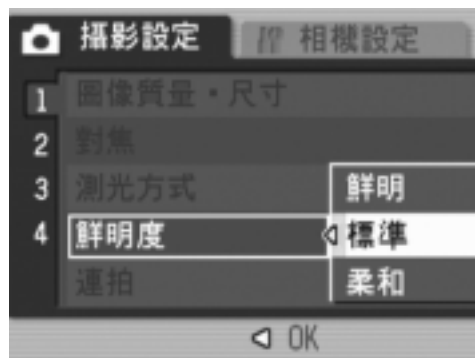 攝影設定 相機設定
1 圖像質量・尺寸
2 對焦
3 測光方式 鮮明
4 鮮明度 標準
連拍 柔和
OK